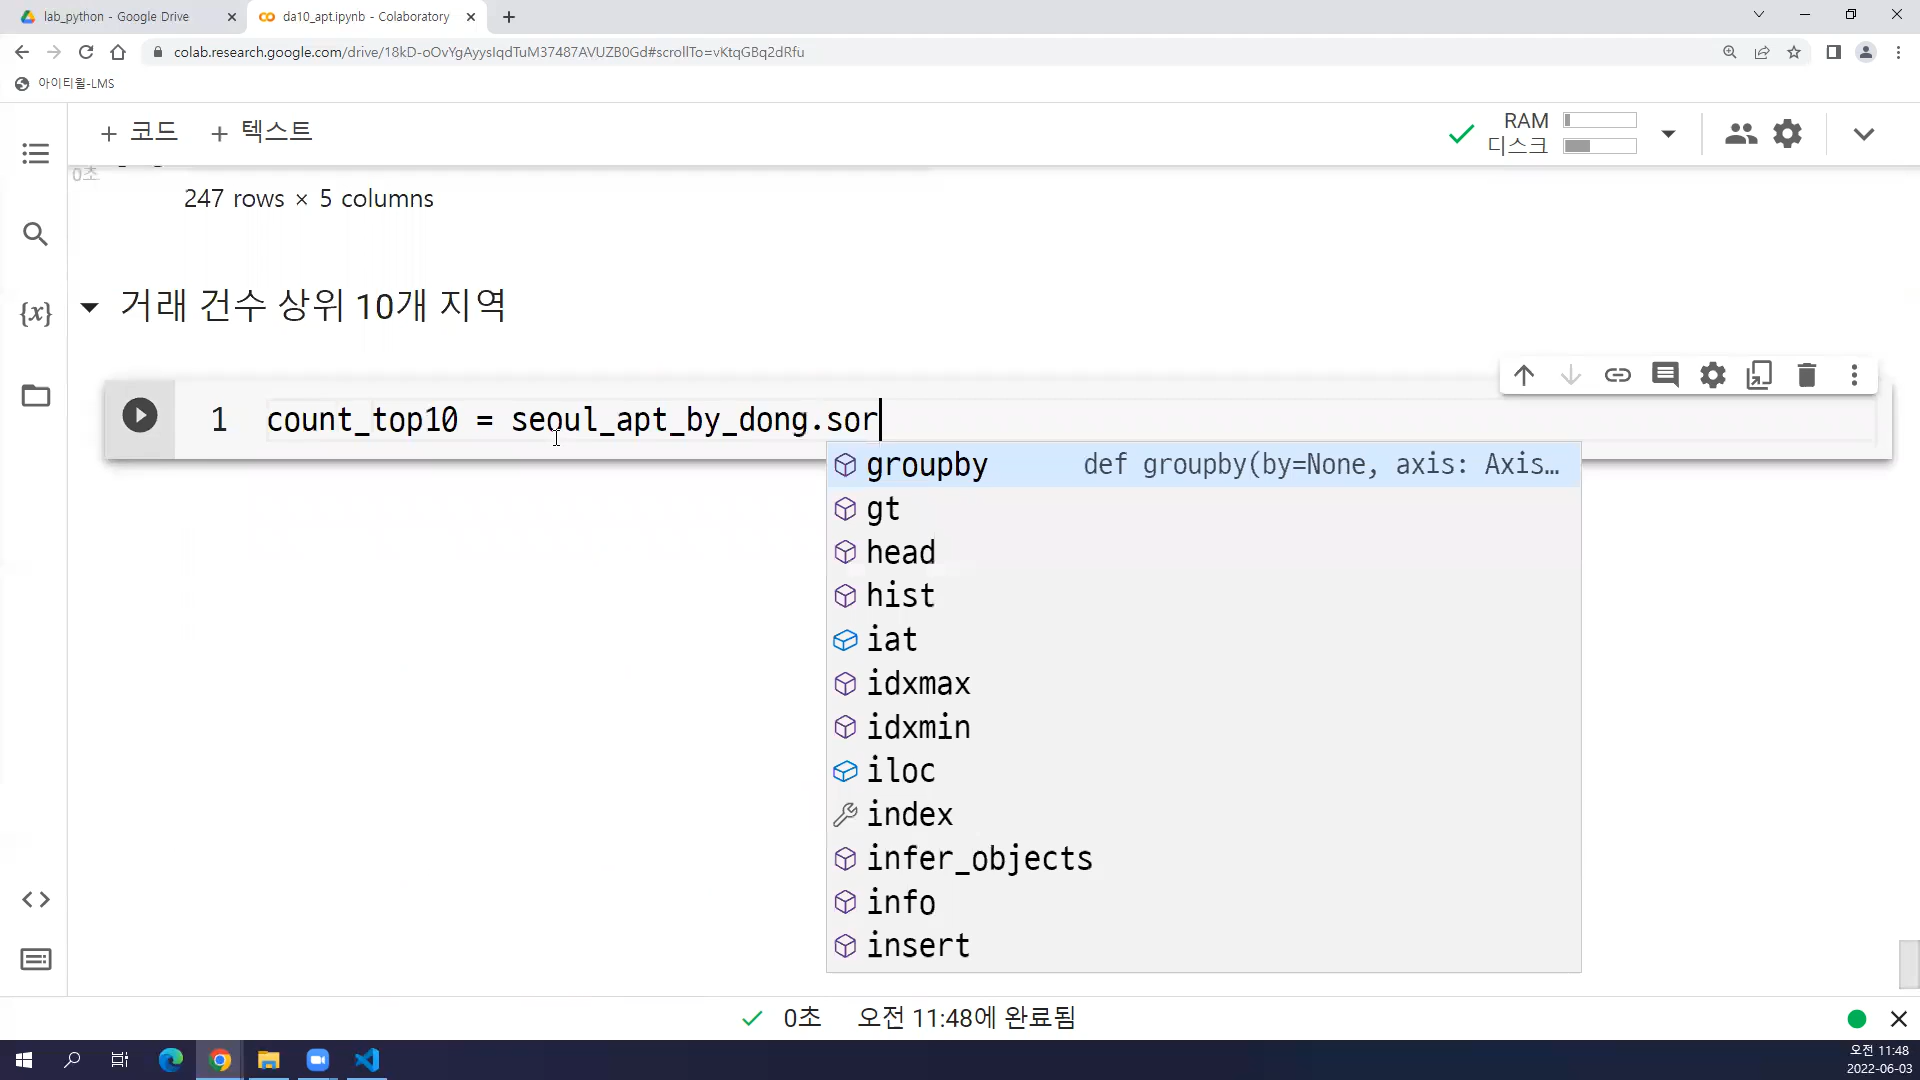 lab_python - Google Drive
da10_apt.ipynb - Colaboratory
colab.research.google.com/drive/18kD-oOvYgAyysIqdTuM37487AVUZB0Gd#scrollTo=vKtqGBq2dRfu
아이티윌-LMS
+ 코드 + 텍스트
RAM
디스크
0초
247 rows × 5 columns
{x}
거래 건수 상위 10개 지역
1 count_top10 = seoul_apt_by_dong.sor
groupby def groupby(by=None, axis: Axis…
gt
head
hist
iat
idxmax
idxmin
iloc
index
infer_objects
info
insert
0초 오전 11:48에 완료됨
오전 11:48
2022-06-03